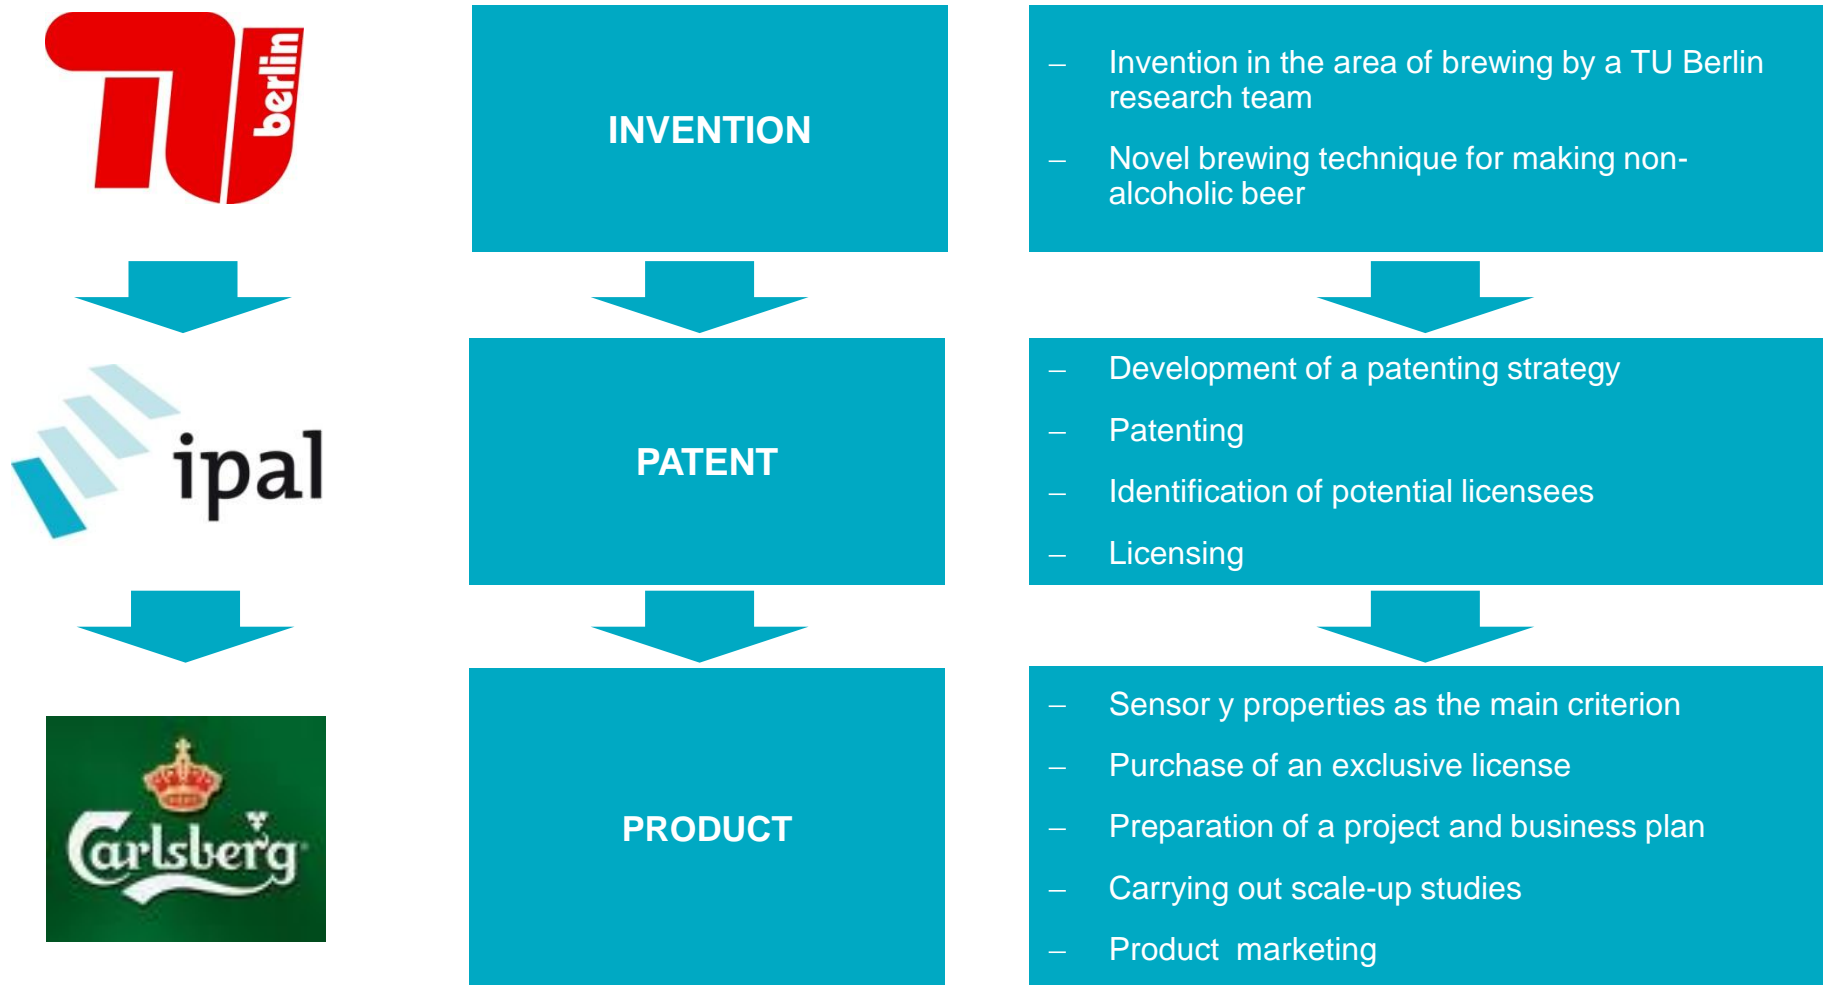 TU berlin
INVENTION
– Invention in the area of brewing by a TU Berlin
research team
– Novel brewing technique for making non-
alcoholic beer
ipal
PATENT
– Development of a patenting strategy
– Patenting
– Identification of potential licensees
– Licensing
Carlsberg
PRODUCT
– Sensor y properties as the main criterion
– Purchase of an exclusive license
– Preparation of a project and business plan
– Carrying out scale-up studies
– Product  marketing